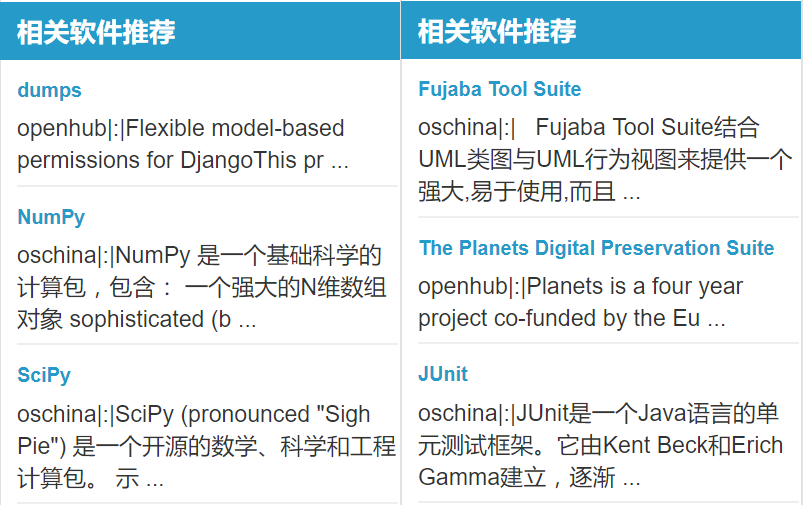 相关软件推荐
dumps
openhub|:|Flexible model-based
permissions for DjangoThis pr ...
NumPy
oschina|:|NumPy 是一个基础科学的
计算包，包含： 一个强大的N维数组
对象 sophisticated (b ...
SciPy
oschina|:|SciPy (pronounced "Sigh
Pie") 是一个开源的数学、科学和工程
计算包。 示 ...
相关软件推荐
Fujaba Tool Suite
oschina|:|   Fujaba Tool Suite结合
UML类图与UML行为视图来提供一个
强大,易于使用,而且 ...
The Planets Digital Preservation Suite
openhub|:|Planets is a four year
project co-funded by the Eu ...
JUnit
oschina|:|JUnit是一个Java语言的单
元测试框架。它由Kent Beck和Erich
Gamma建立，逐渐 ...